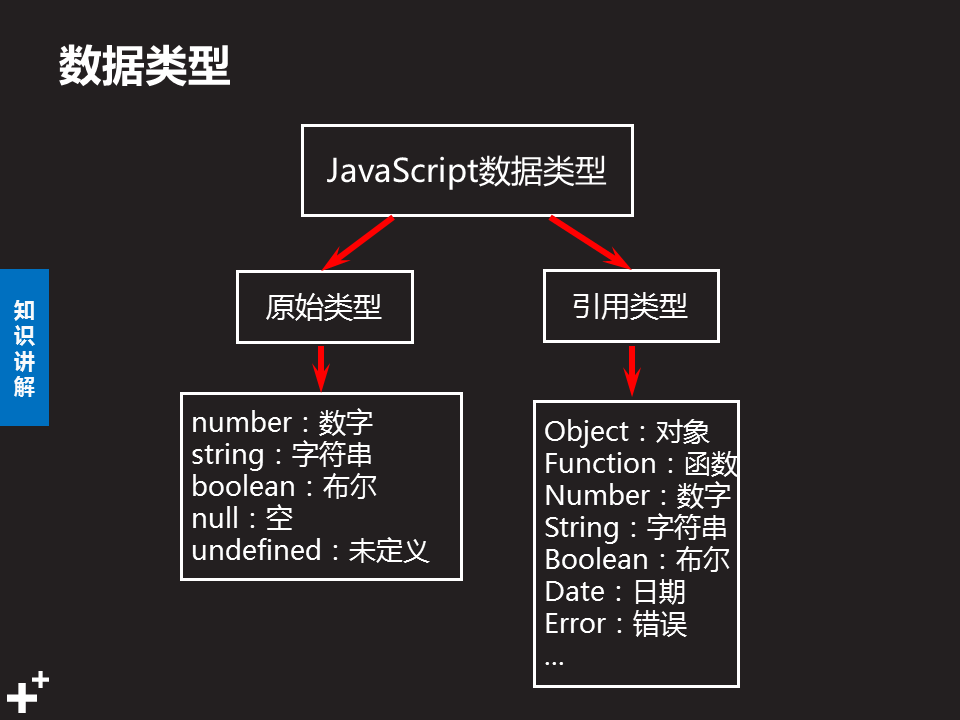 数据类型
JavaScript数据类型
原始类型
引用类型
知识讲解
number：数字
string：字符串
boolean：布尔
null：空
undefined：未定义
Object：对象
Function：函数
Number：数字
String：字符串
Boolean：布尔
Date：日期
Error：错误
...